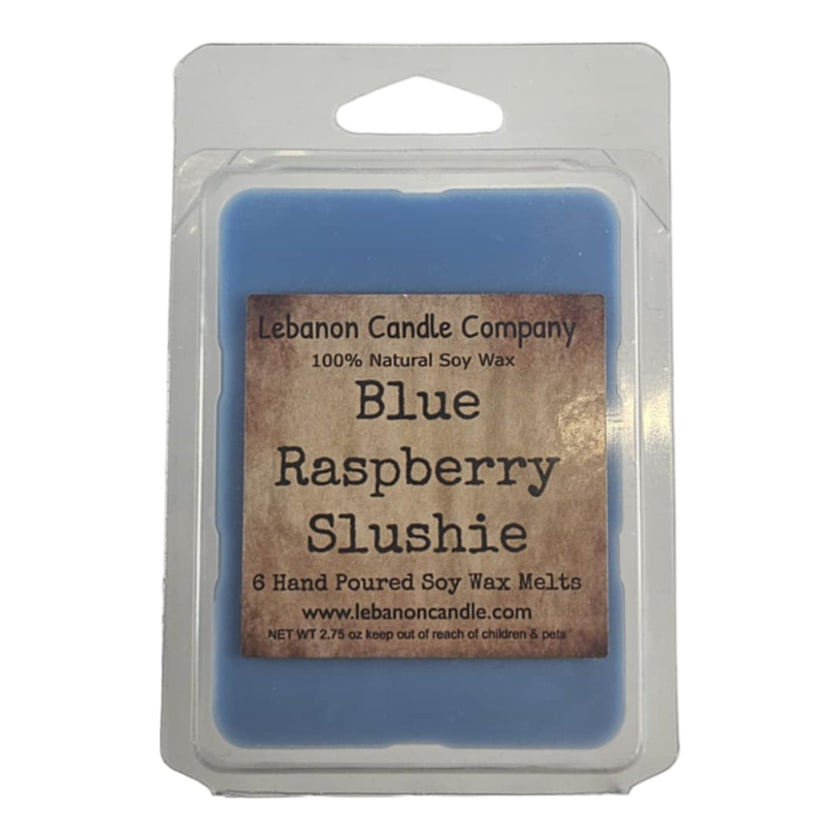 Lebanon Candle Company
100% Natural Soy Wax
Blue
Raspberry
Slushie
6 Hand Poured Soy Wax Melts
www.lebanoncandle.com
NET WT 2.75 oz keep out of reach of children & pets